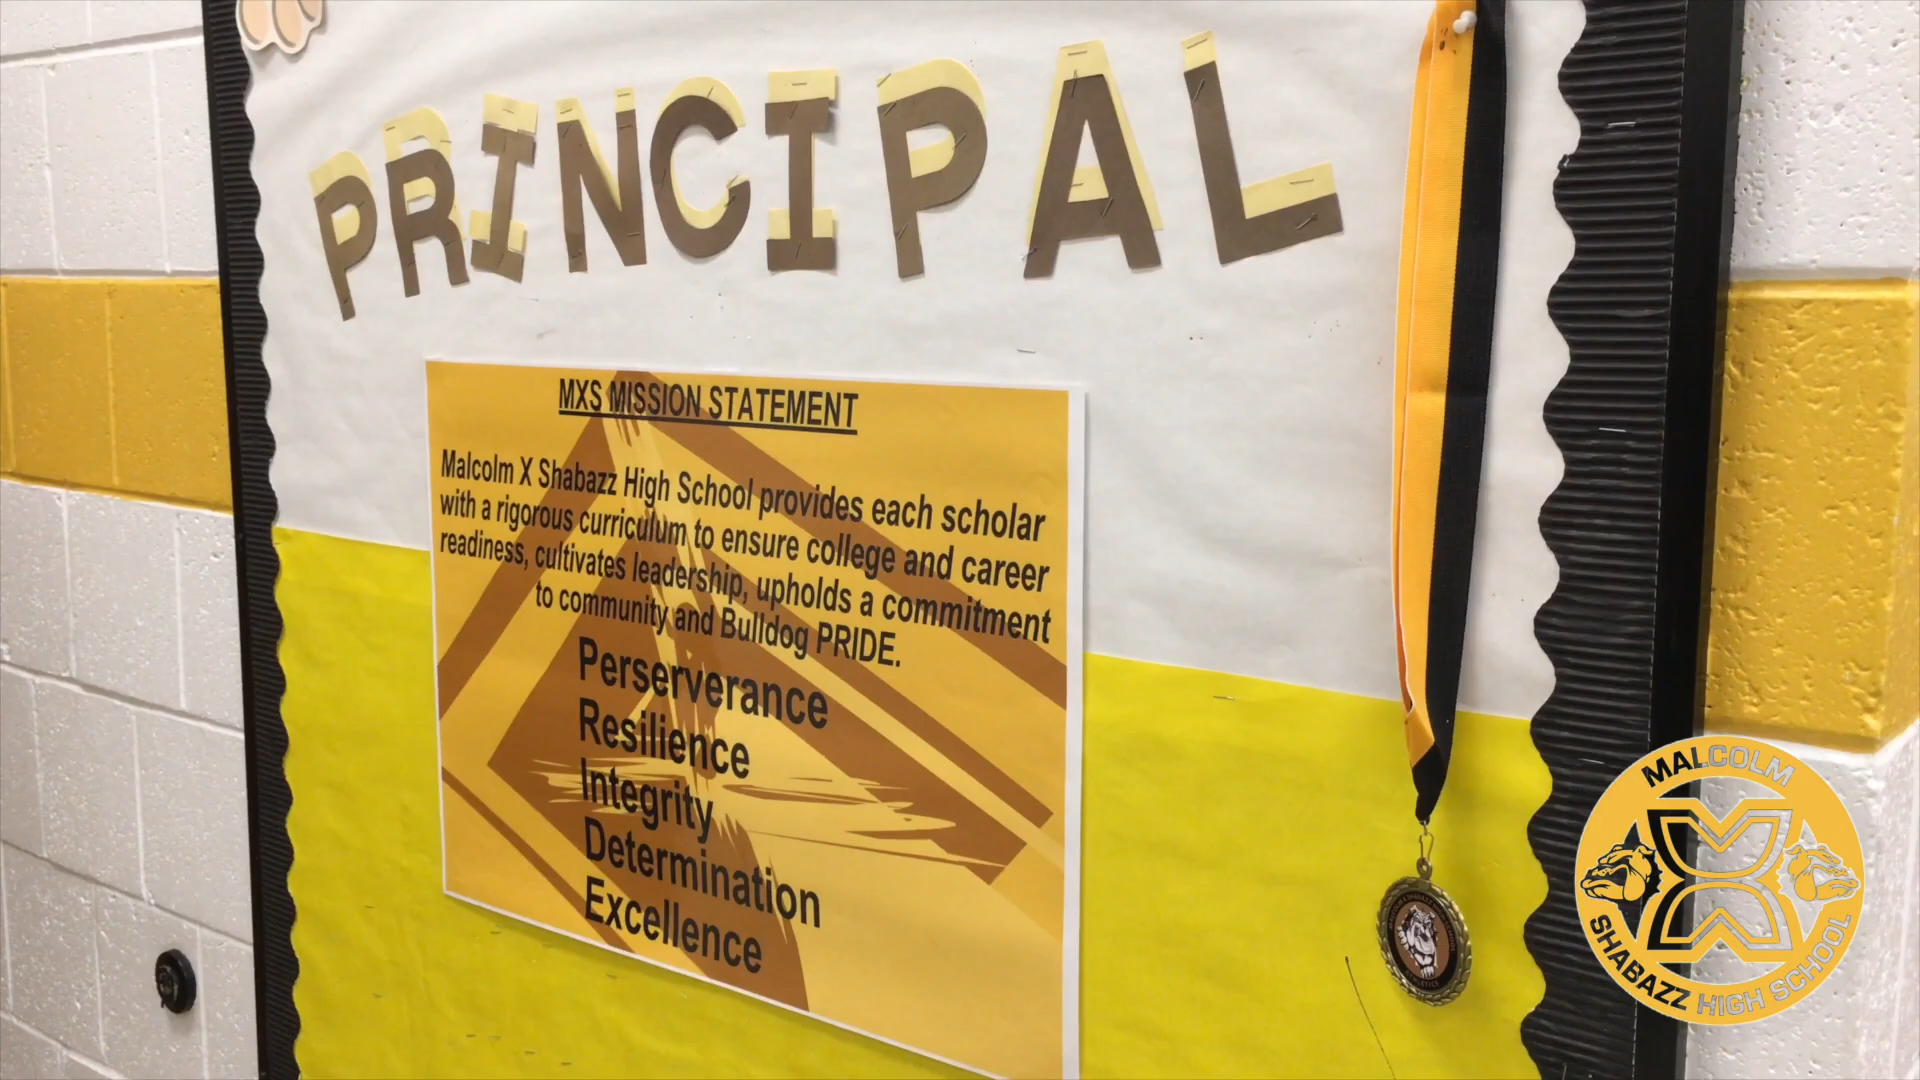 PRINCIPAL
MXS MISSION STATEMENT
Malcolm X Shabazz High School provides each scholar
with a rigorous curriculum to ensure college and career
readiness, cultivates leadership, upholds a commitment
to community and Bulldog PRIDE.
Perserverance
Resilience
Integrity
Determination
Excellence
MALCOLM
X
SHABAZZ HIGH SCHOOL